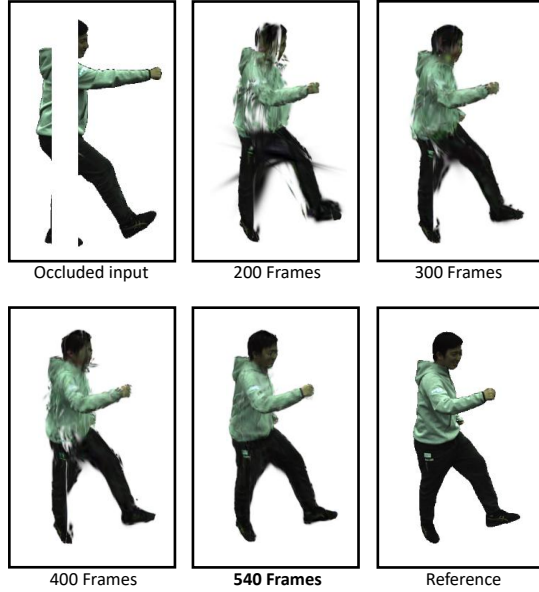 Occluded input
200 Frames
300 Frames
400 Frames
540 Frames
Reference